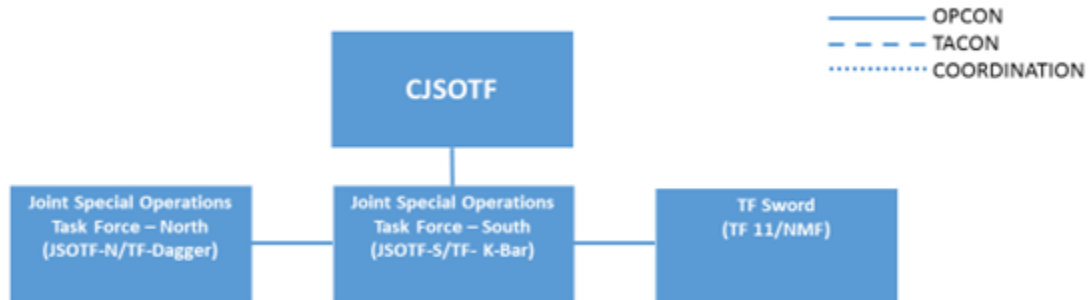 OPCON
TACON
COORDINATION
CJSOTF
Joint Special Operations
Task Force – North
(JSOTF-N/TF-Dagger)
Joint Special Operations
Task Force – South
(JSOTF-S/TF- K-Bar)
TF Sword
(TF 11/NMF)